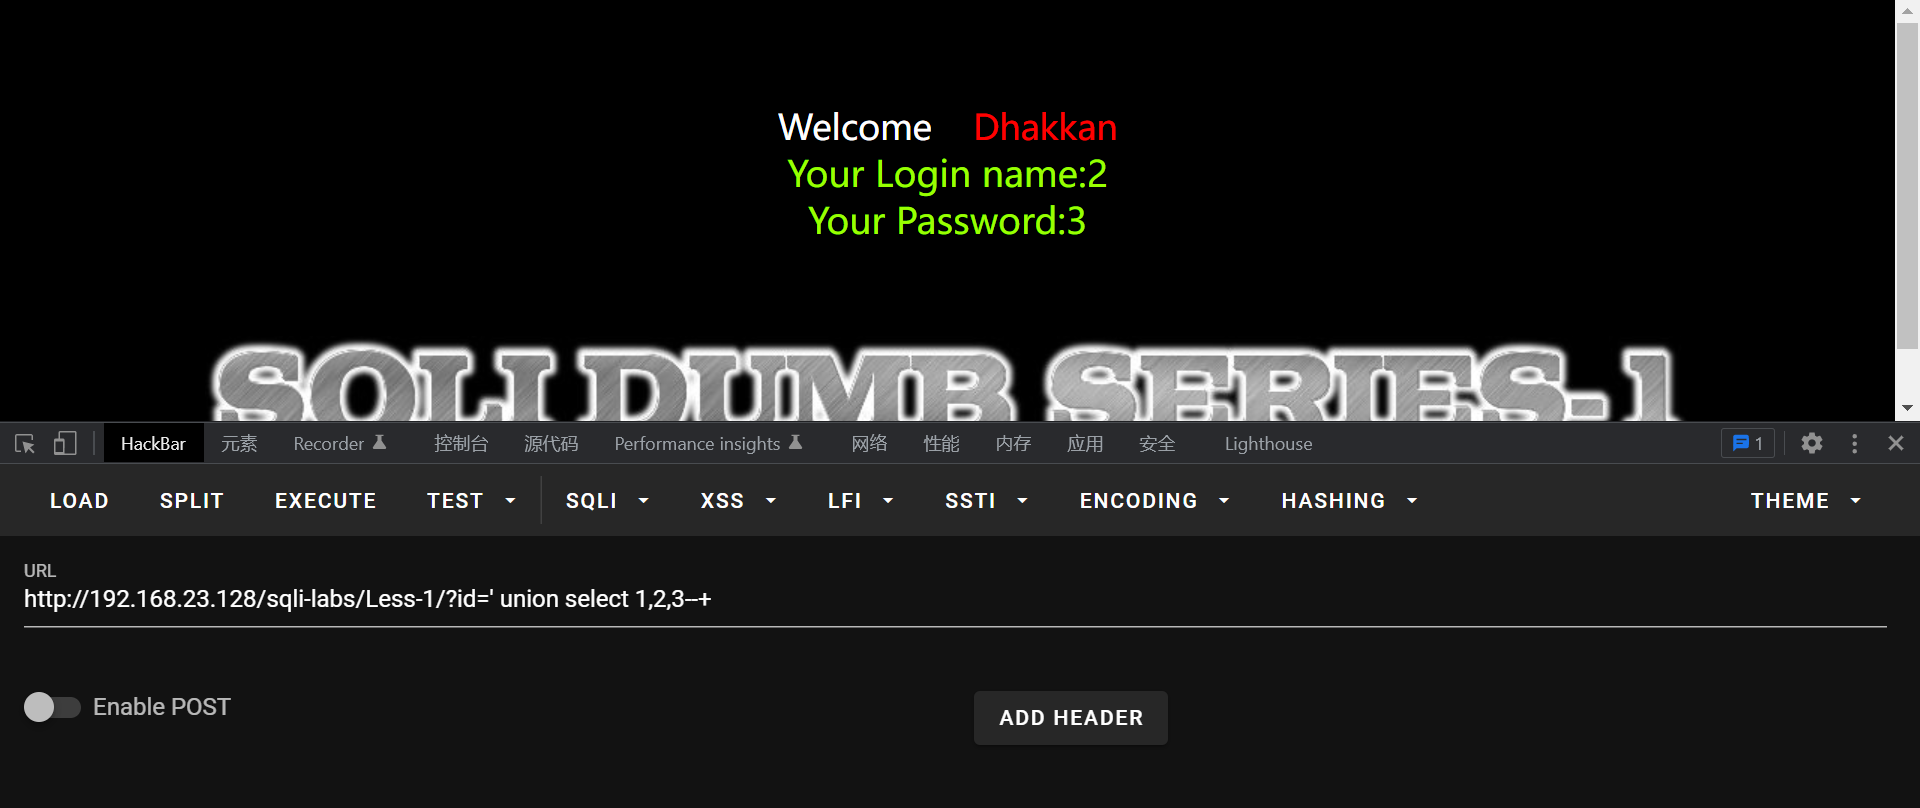 Welcome Dhakkan
Your Login name:2
Your Password:3
SQLI DUMB SERIES-1
HackBar 元素 Recorder 控制台 源代码 Performance insights 网络 性能 内存 应用 安全 Lighthouse 1
LOAD SPLIT EXECUTE TEST SQLI XSS LFI SSTI ENCODING HASHING THEME
URL
http://192.168.23.128/sqli-labs/Less-1/?id=' union select 1,2,3--+
Enable POST
ADD HEADER